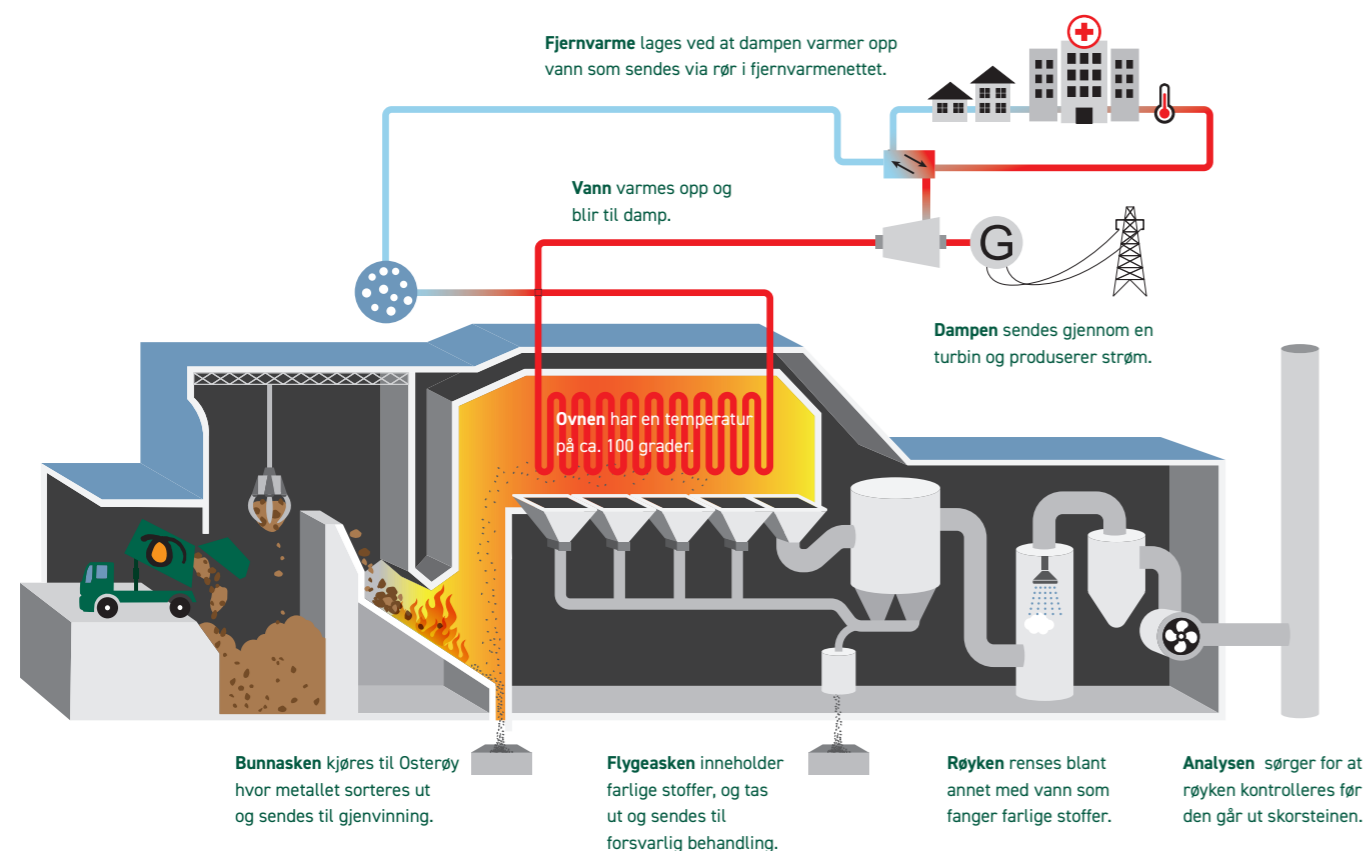 Fjernvarme lages ved at dampen varmer opp
vann som sendes via rør i fjernvarmenettet.
Vann varmes opp og
blir til damp.
G
Dampen sendes gjennom en
turbin og produserer strøm.
Ovnen har en temperatur
på ca. 100 grader.
Bunnasken kjøres til Osterøy
hvor metallet sorteres ut
og sendes til gjenvinning.
Flygeasken inneholder
farlige stoffer, og tas
ut og sendes til
forsvarlig behandling.
Røyken renses blant
annet med vann som
fanger farlige stoffer.
Analysen sørger for at
røyken kontrolleres før
den går ut skorsteinen.